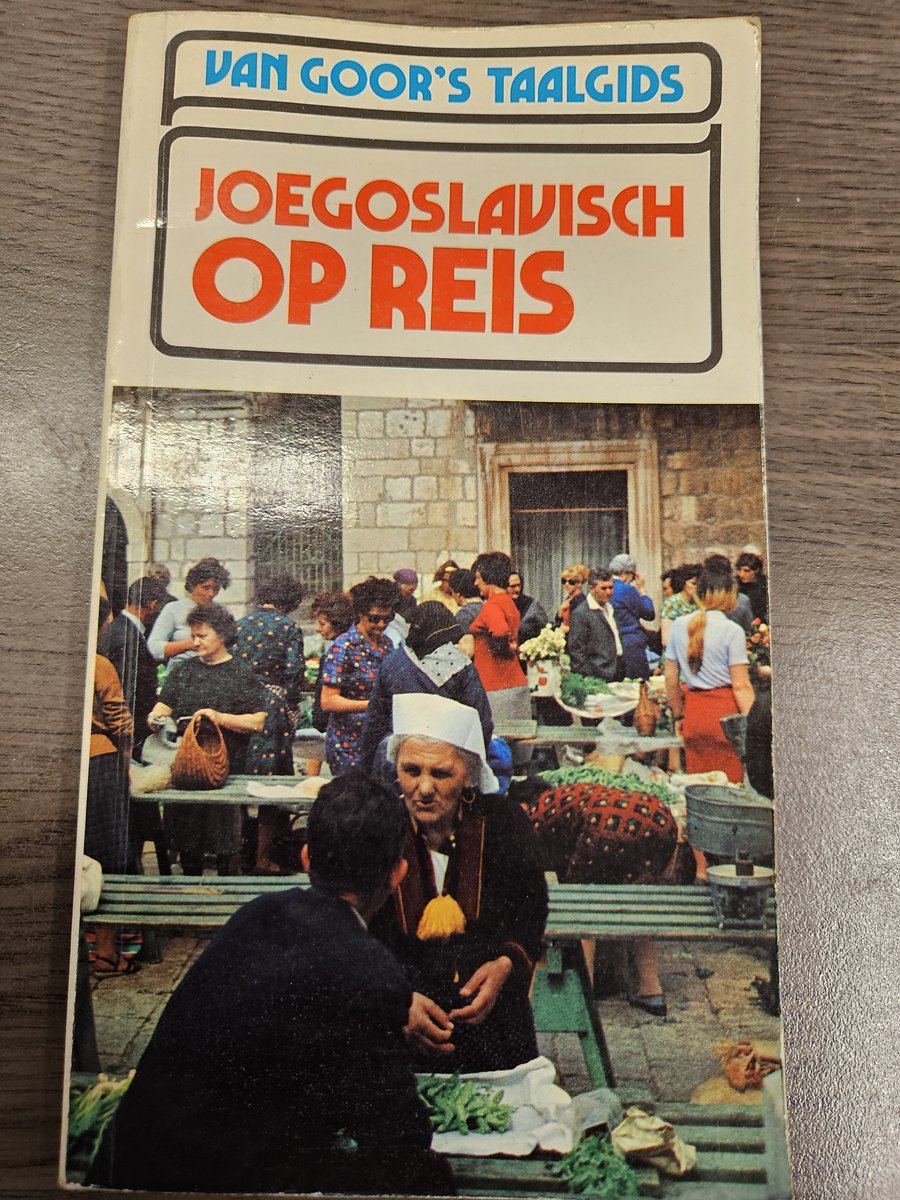 VAN GOOR'S TAALGIDS
JOEGOSLAVISCH
OP REIS